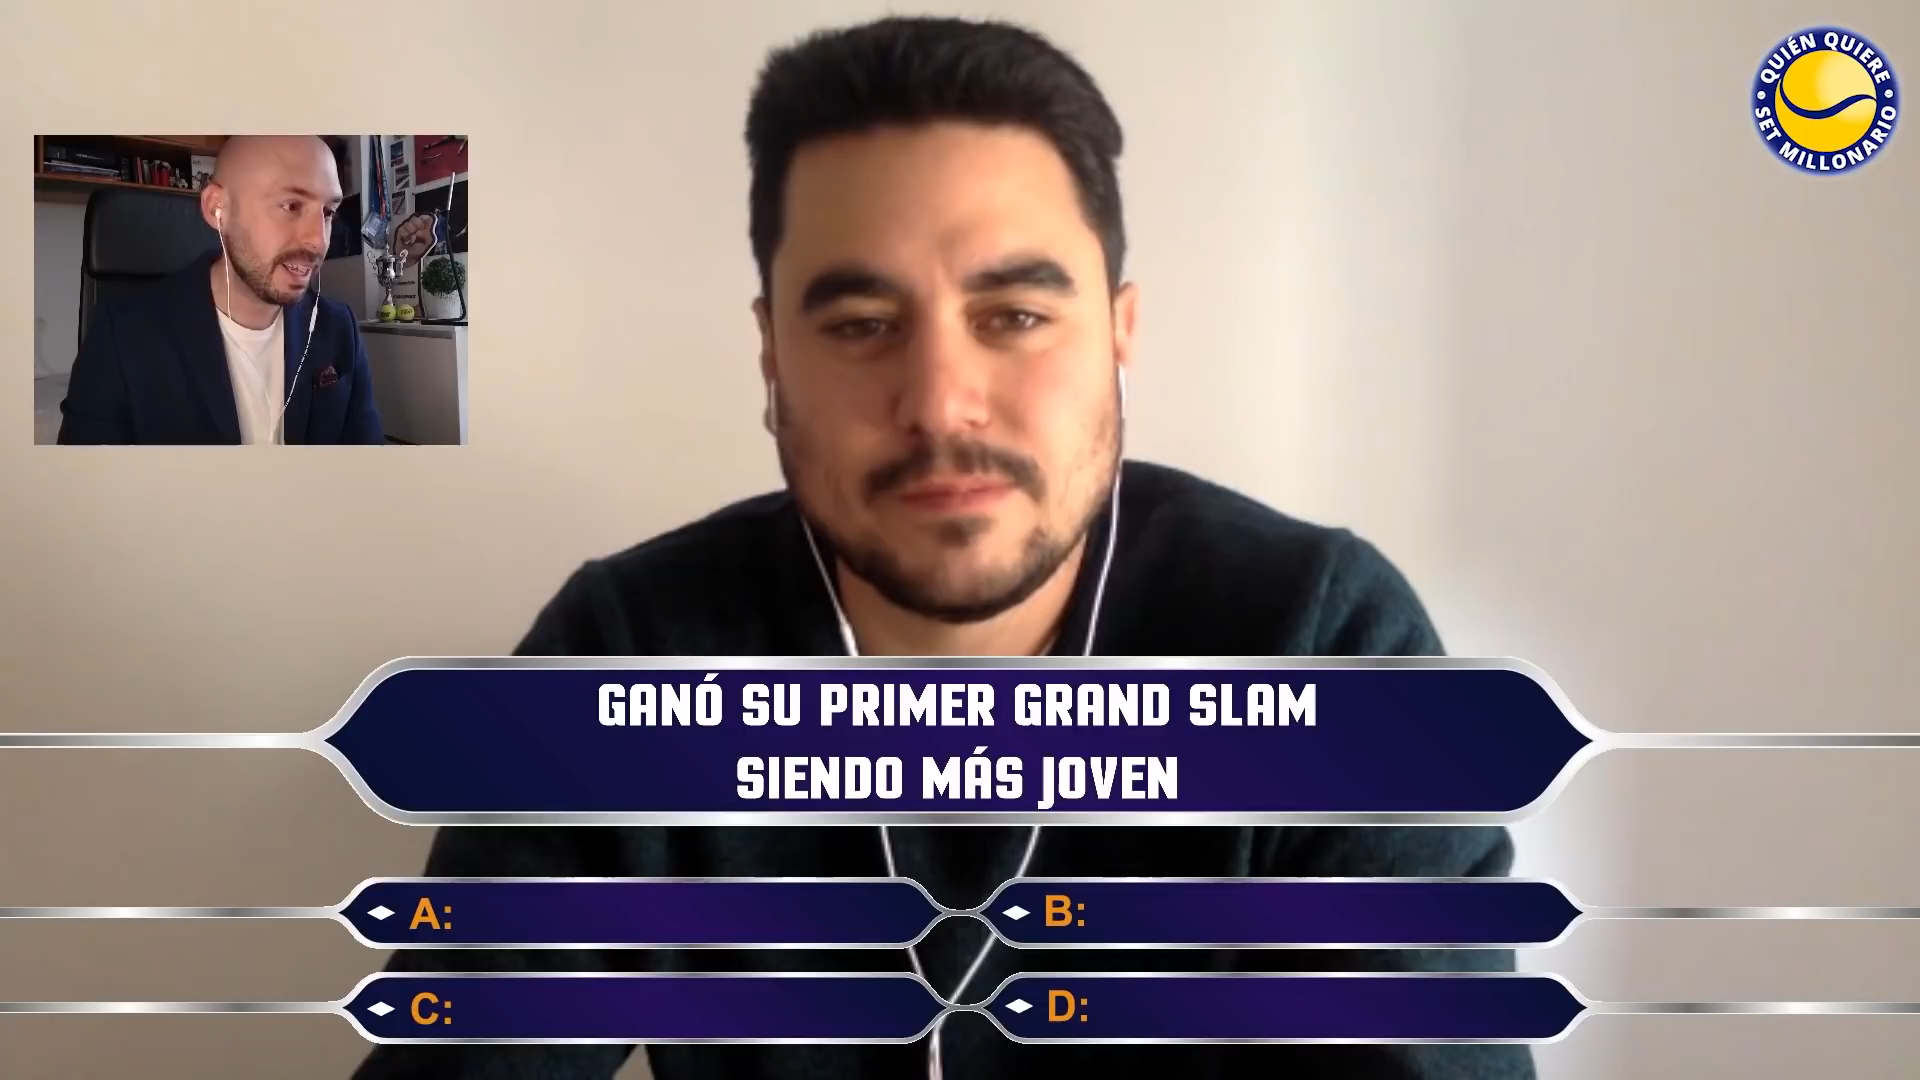 QUIÉN QUIERE
SET MILLONARIO
GANÓ SU PRIMER GRAND SLAM
SIENDO MÁS JOVEN
A:
B:
C:
D: